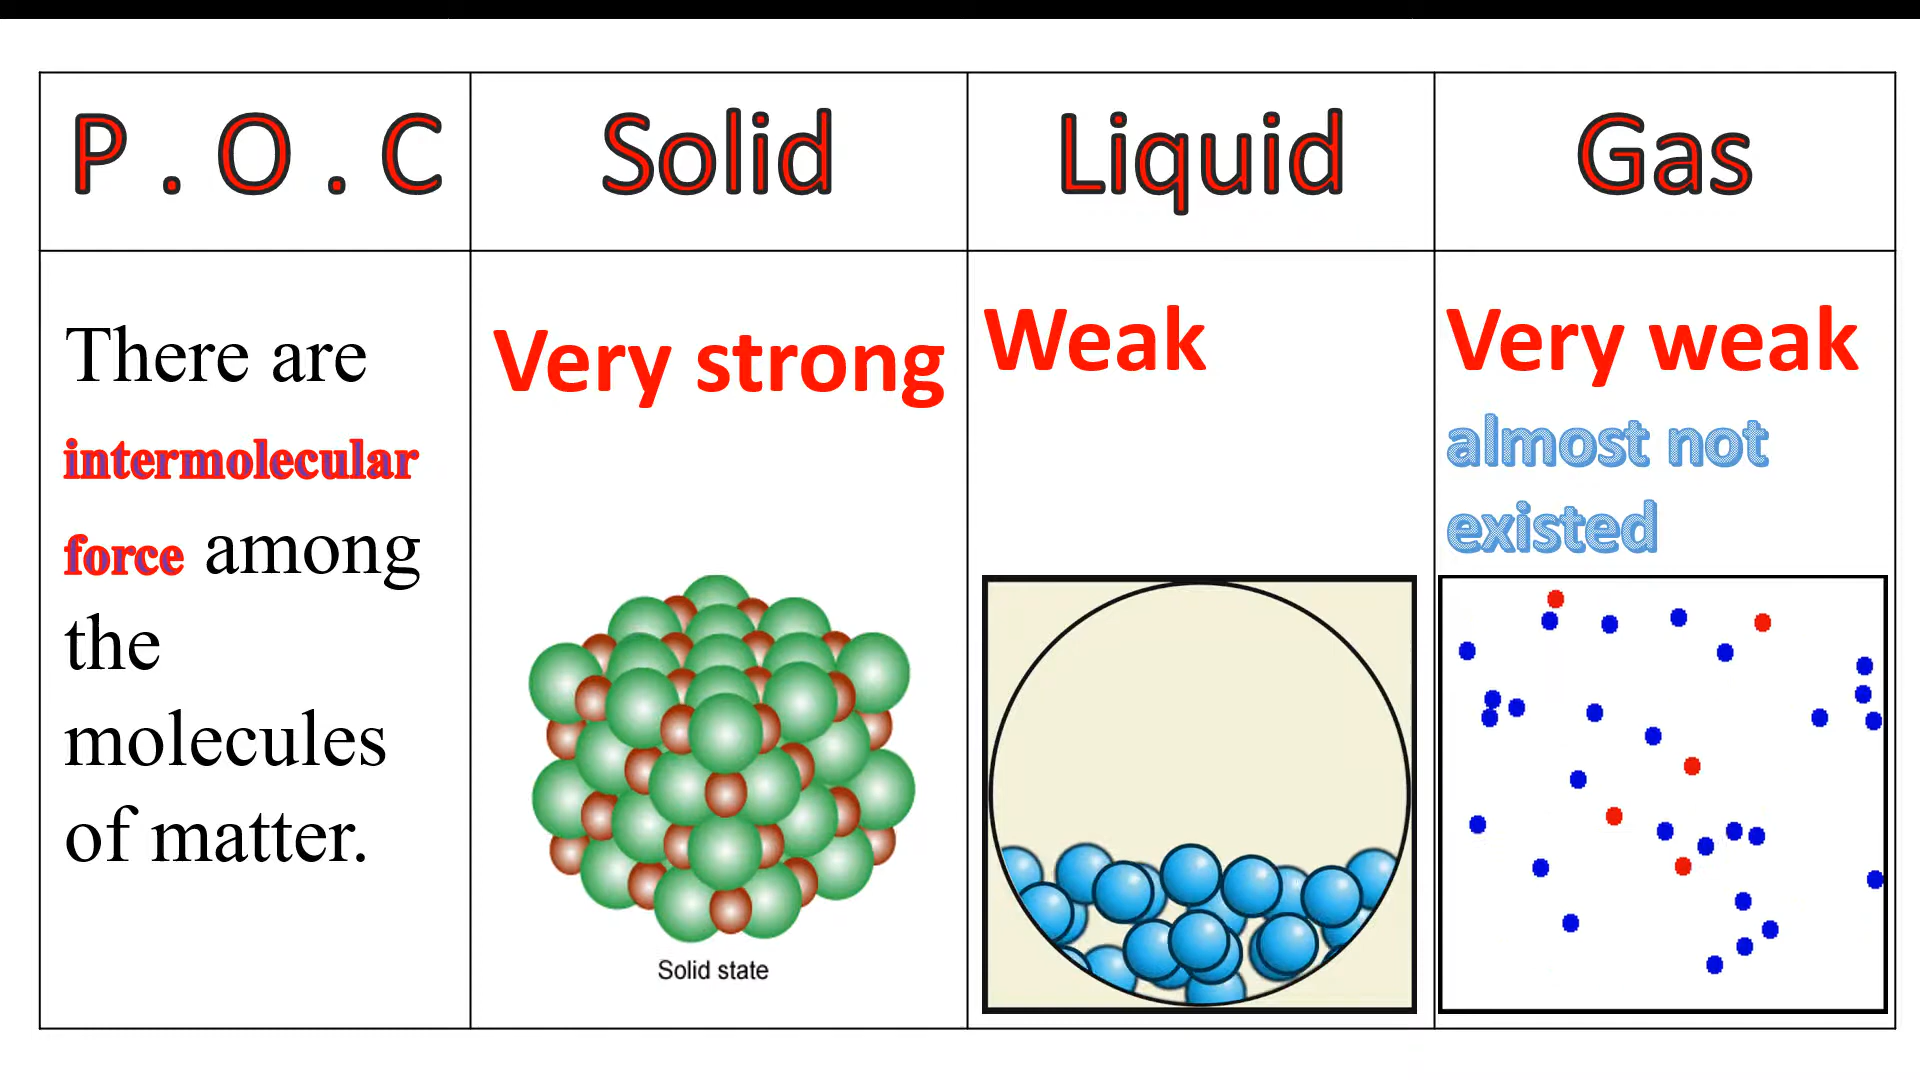 P . O . C
Solid
Liquid
Gas
There are
intermolecular
force among
the
molecules
of matter.
Very strong
Solid state
Weak
Very weak
almost not
existed